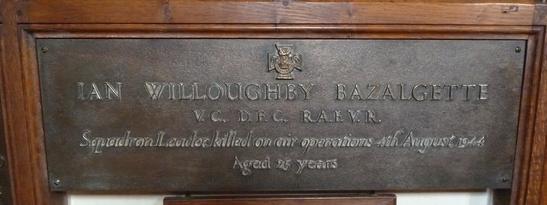 IAN WILLOUGHBY BAZALGETTE
V.C. D.F.C. R.A.F.V.R.
Squadron Leader killed on air operations 4th August 1944
Aged 25 years